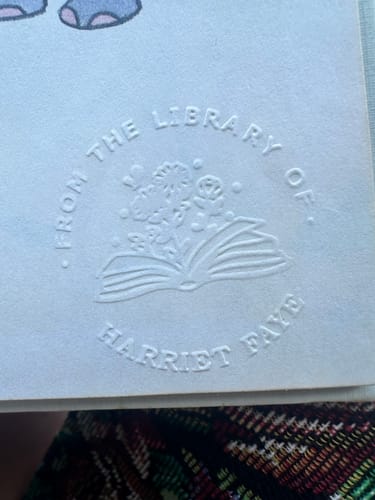 • FROM THE LIBRARY OF •
HARRIET FAYE